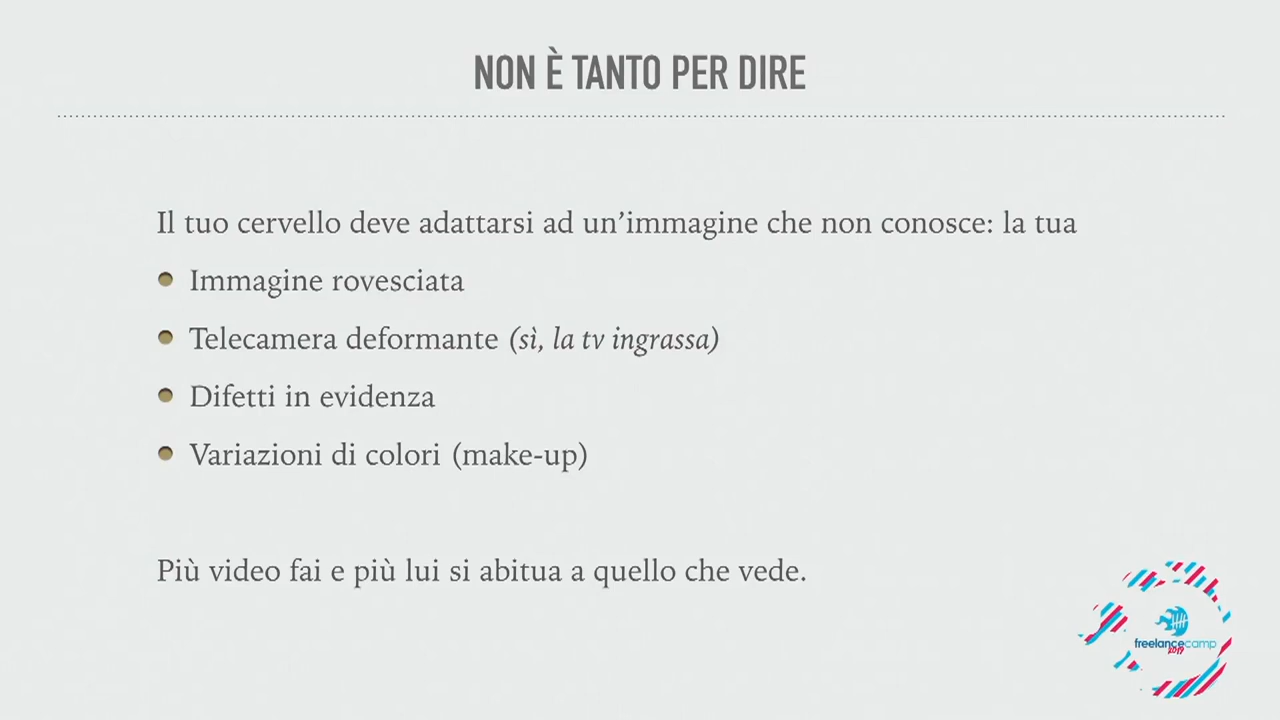 NON È TANTO PER DIRE
Il tuo cervello deve adattarsi ad un’immagine che non conosce: la tua
Immagine rovesciata
Telecamera deformante (sì, la tv ingrassa)
Difetti in evidenza
Variazioni di colori (make-up)
Più video fai e più lui si abitua a quello che vede.
freelancecamp
2019